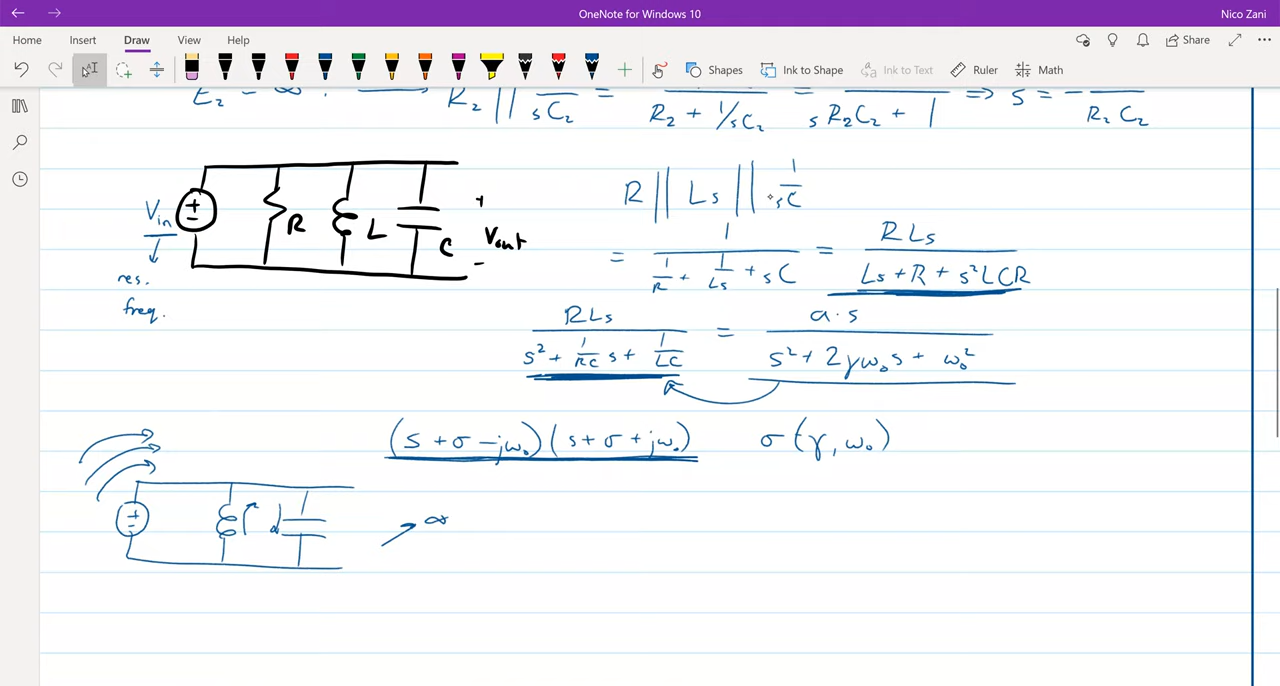 OneNote for Windows 10
Nico Zani
Home Insert Draw View Help
Share
Shapes Ink to Shape Ink to Text Ruler Math
R₂ || sC₂ = R₂ + 1/sC₂ = sR₂C₂ + 1 ⇒ s = - R₂C₂
Vin
res.
freq.
+ -
R
L
C
+
Vout
-
R || Ls || 1/sC
= 1 / (1/R + 1/Ls + sC) = RLs / (Ls + R + s²LCR)
RLs / (s² + 1/RC s + 1/LC) = a·s / (s² + 2γω₀s + ω₀²)
(s + σ - jω₀)(s + σ + jω₀) σ(γ, ω₀)
+ -
∞